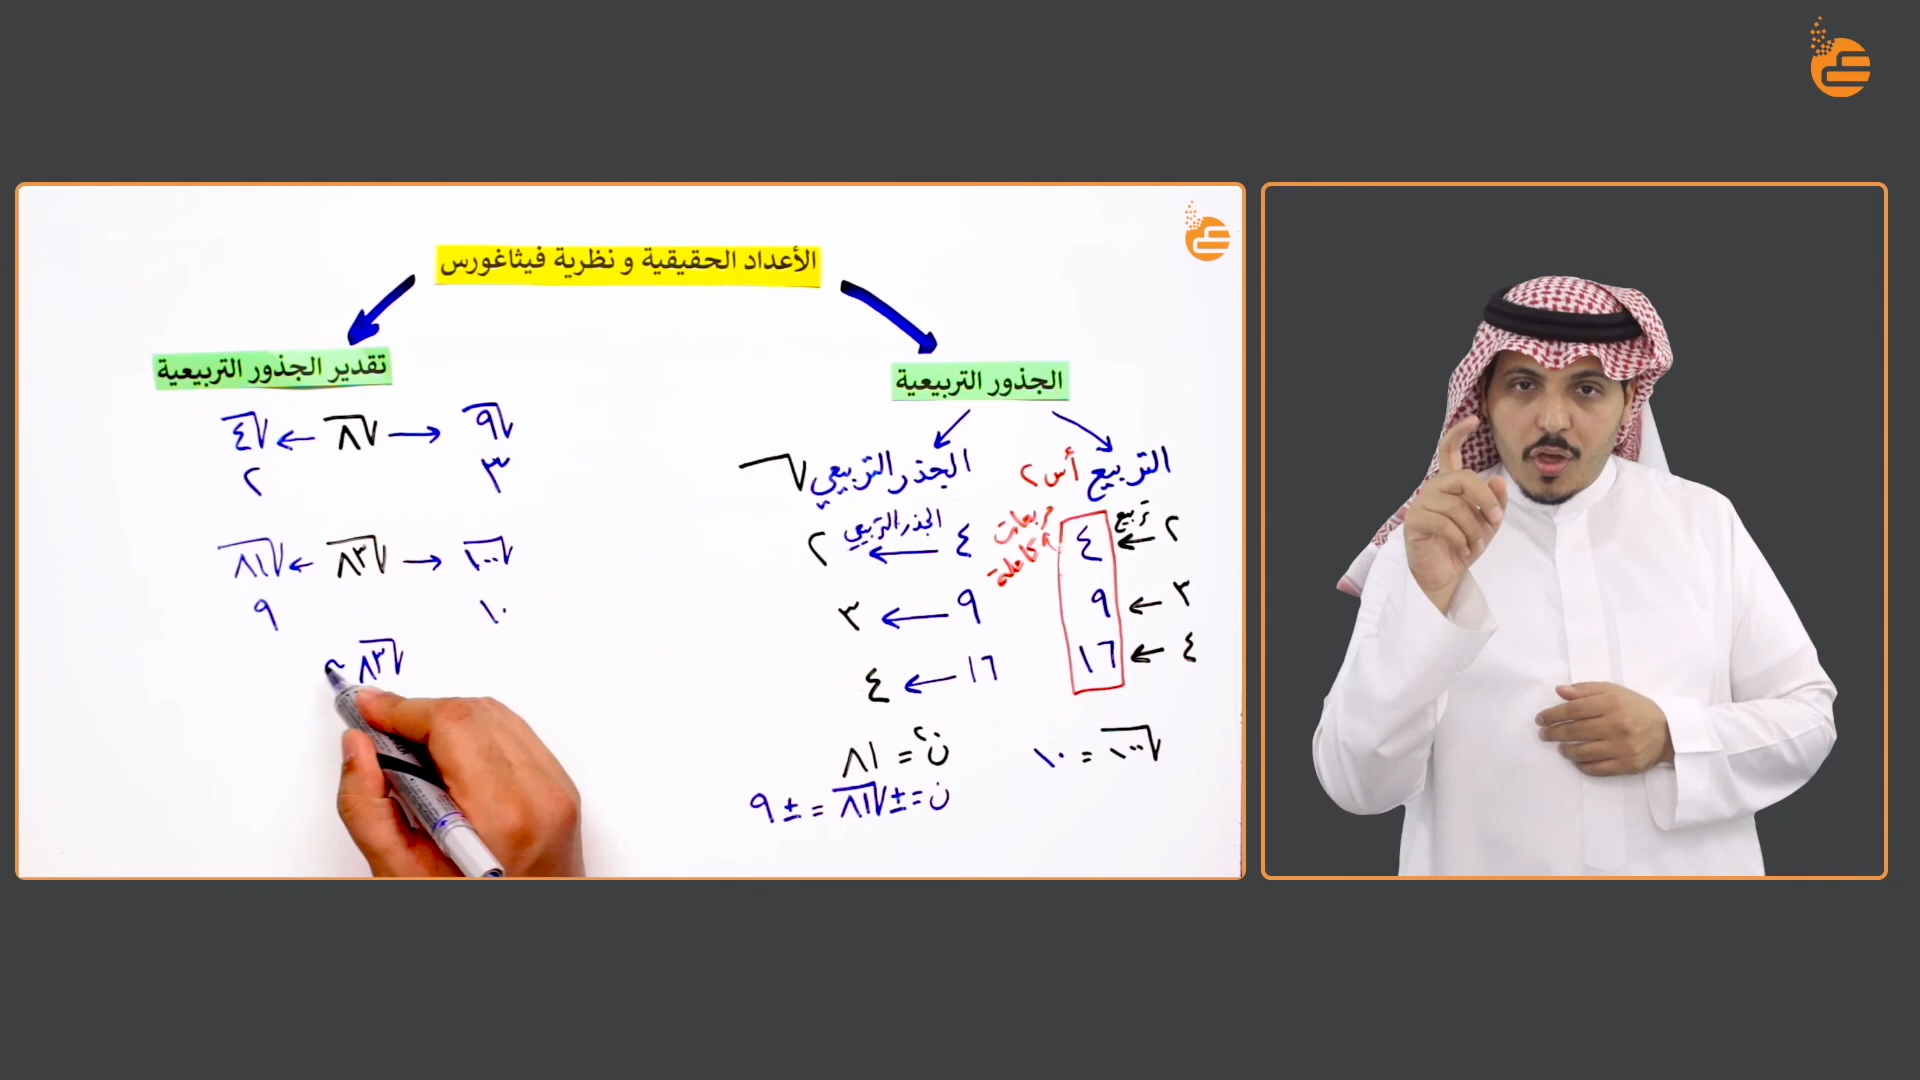 الأعداد الحقيقية و نظرية فيثاغورس
الجذور التربيعية
التربيع أس ٢
تربيع
٢ ← ٤
٣ ← ٩
٤ ← ١٦
مربعات كاملة
√١٠٠ = ١٠
الجذر التربيعي √
الجذر التربيعي
٤ ← ٢
٩ ← ٣
١٦ ← ٤
ن² = ٨١
ن = ± √٨١ = ± ٩
تقدير الجذور التربيعية
√٩ → √٨ ← √٤
٣ ٢
√١٠٠ → √٨٣ ← √٨١
١٠ ٩
√٨٣ ~